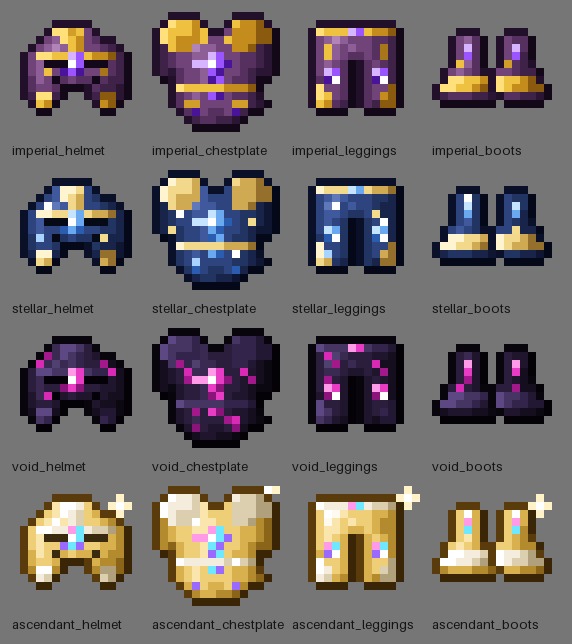 imperial_helmet imperial_chestplate imperial_leggings imperial_boots
stellar_helmet stellar_chestplate stellar_leggings stellar_boots
void_helmet void_chestplate void_leggings void_boots
ascendant_helmet ascendant_chestplate ascendant_leggings ascendant_boots